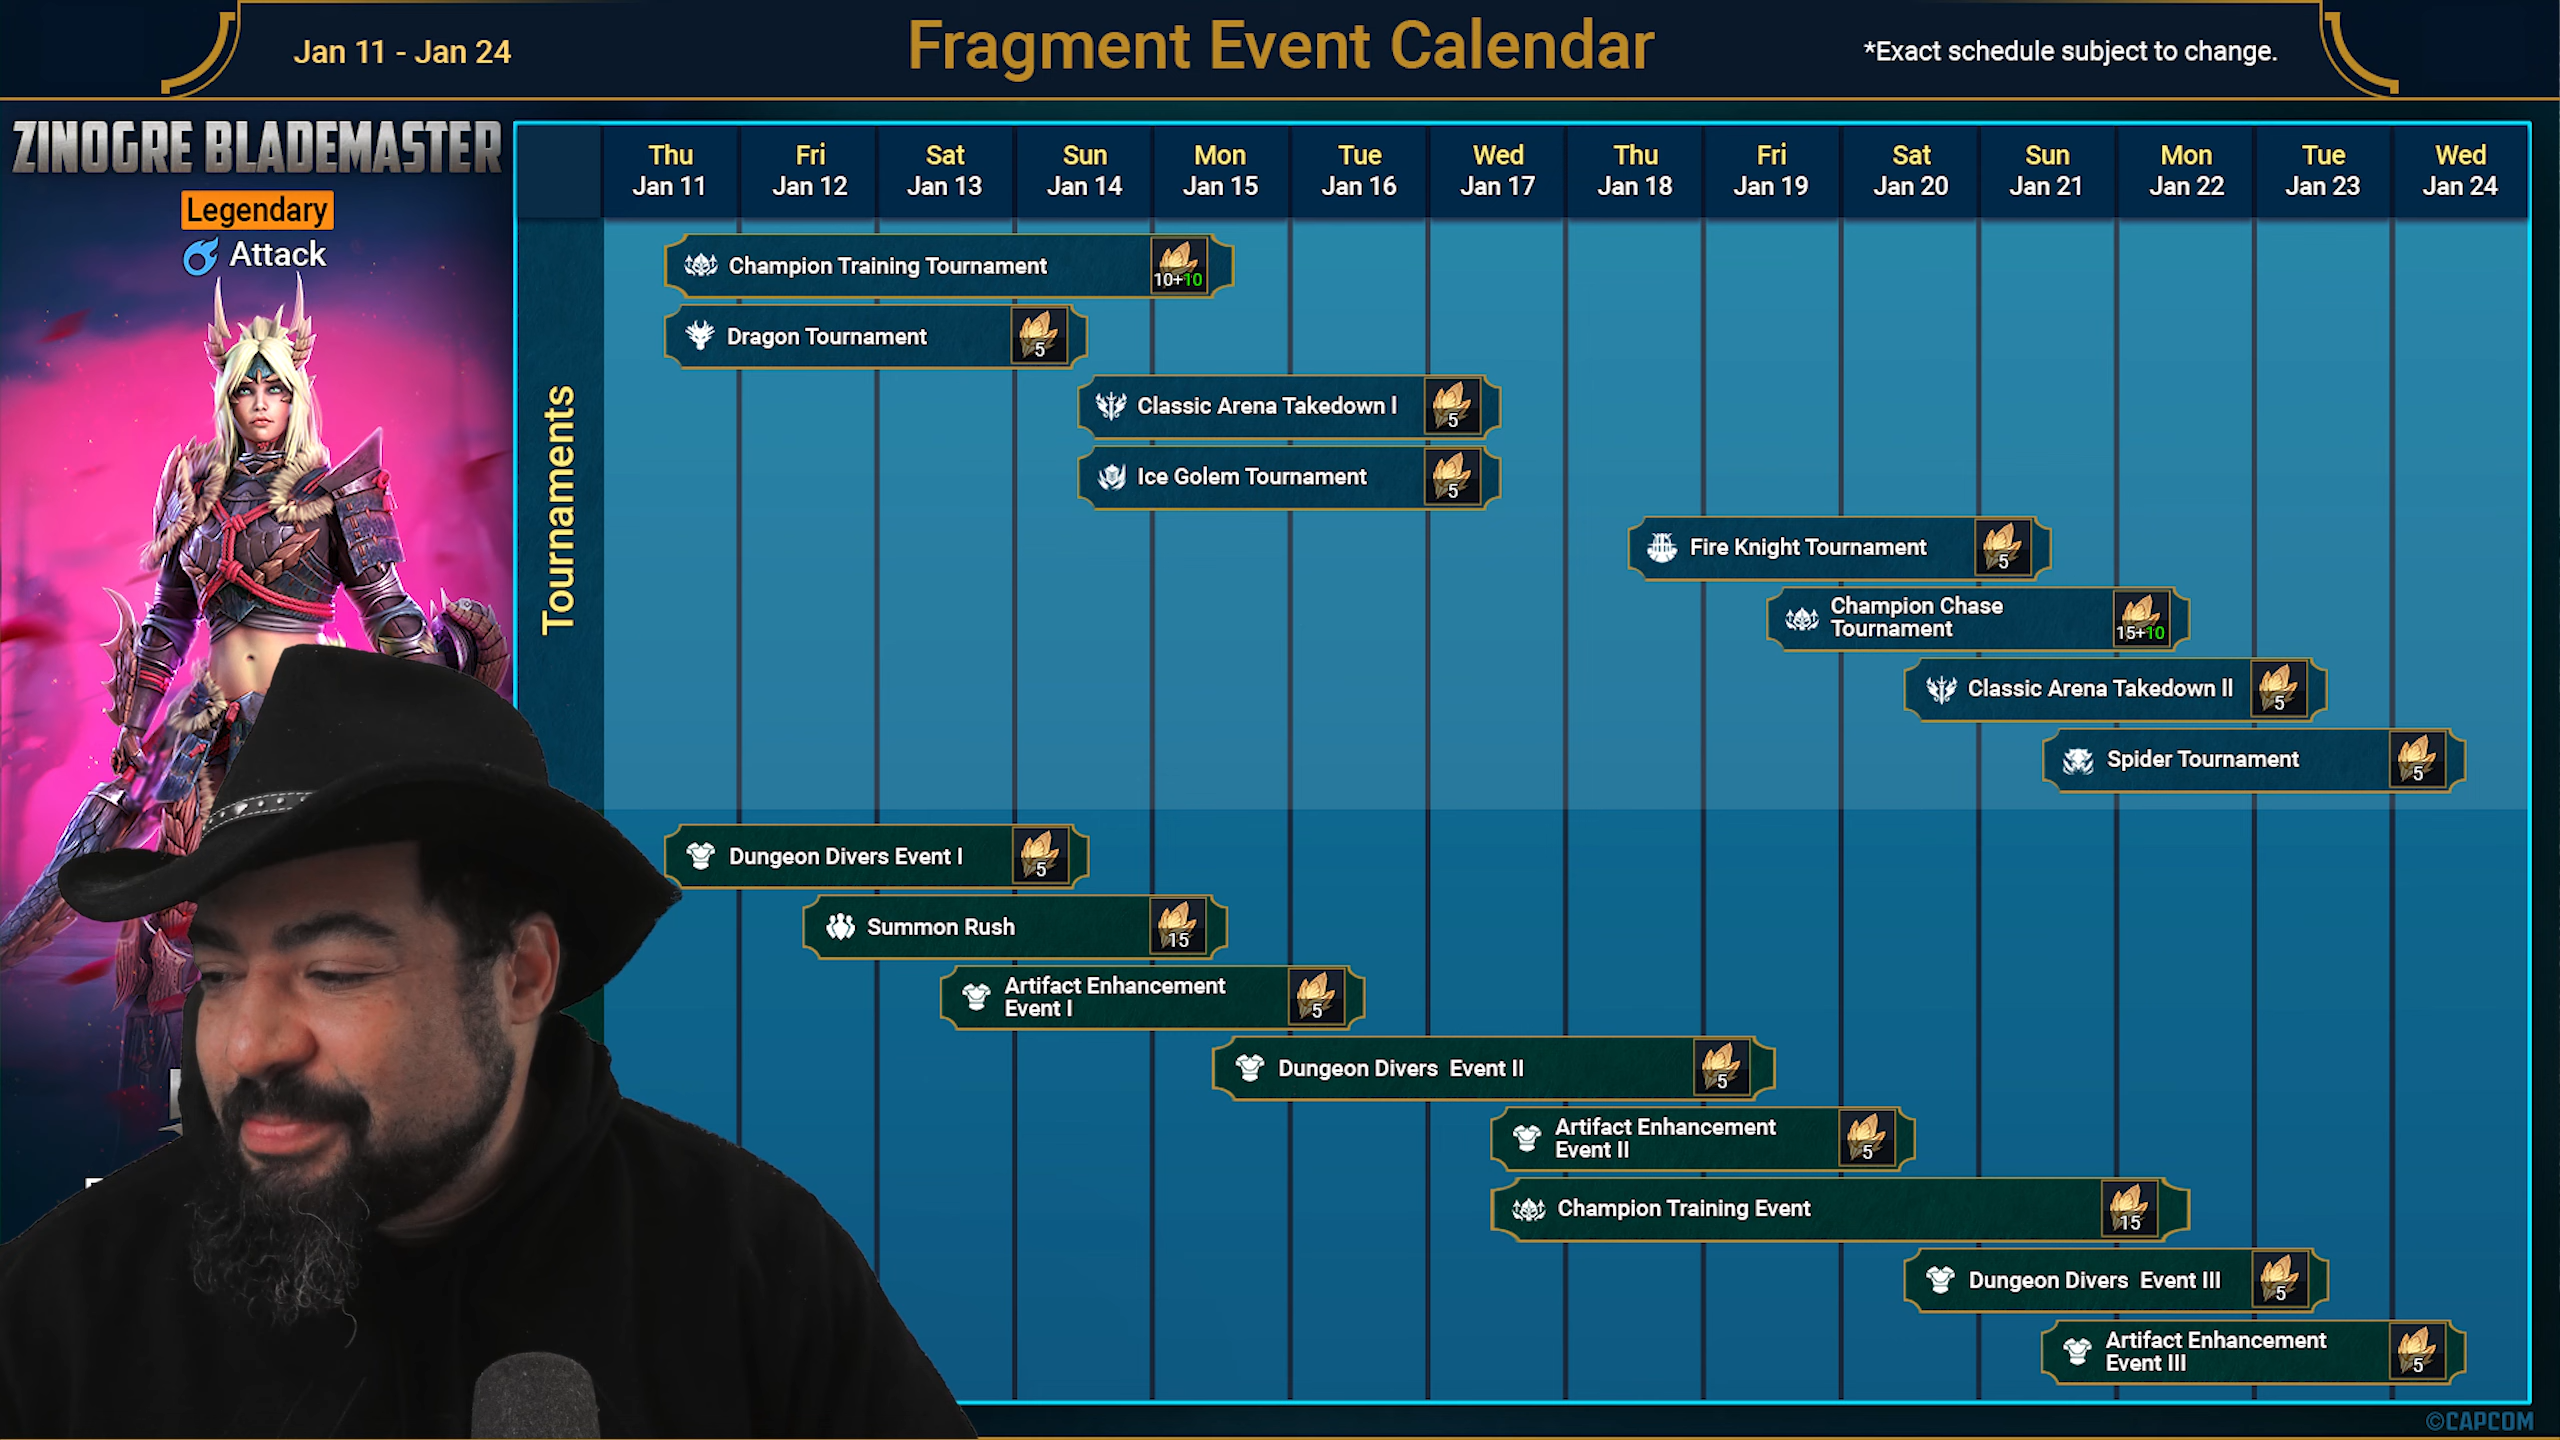 Jan 11 - Jan 24
Fragment Event Calendar
*Exact schedule subject to change.
ZINOGRE BLADEMASTER
Legendary
Attack
Thu
Jan 11
Fri
Jan 12
Sat
Jan 13
Sun
Jan 14
Mon
Jan 15
Tue
Jan 16
Wed
Jan 17
Thu
Jan 18
Fri
Jan 19
Sat
Jan 20
Sun
Jan 21
Mon
Jan 22
Tue
Jan 23
Wed
Jan 24
Tournaments
Champion Training Tournament
10+10
Dragon Tournament
5
Classic Arena Takedown I
5
Ice Golem Tournament
5
Fire Knight Tournament
5
Champion Chase
Tournament
15+10
Classic Arena Takedown II
5
Spider Tournament
5
Dungeon Divers Event I
5
Summon Rush
15
Artifact Enhancement
Event I
5
Dungeon Divers Event II
5
Artifact Enhancement
Event II
5
Champion Training Event
15
Dungeon Divers Event III
5
Artifact Enhancement
Event III
5
©CAPCOM